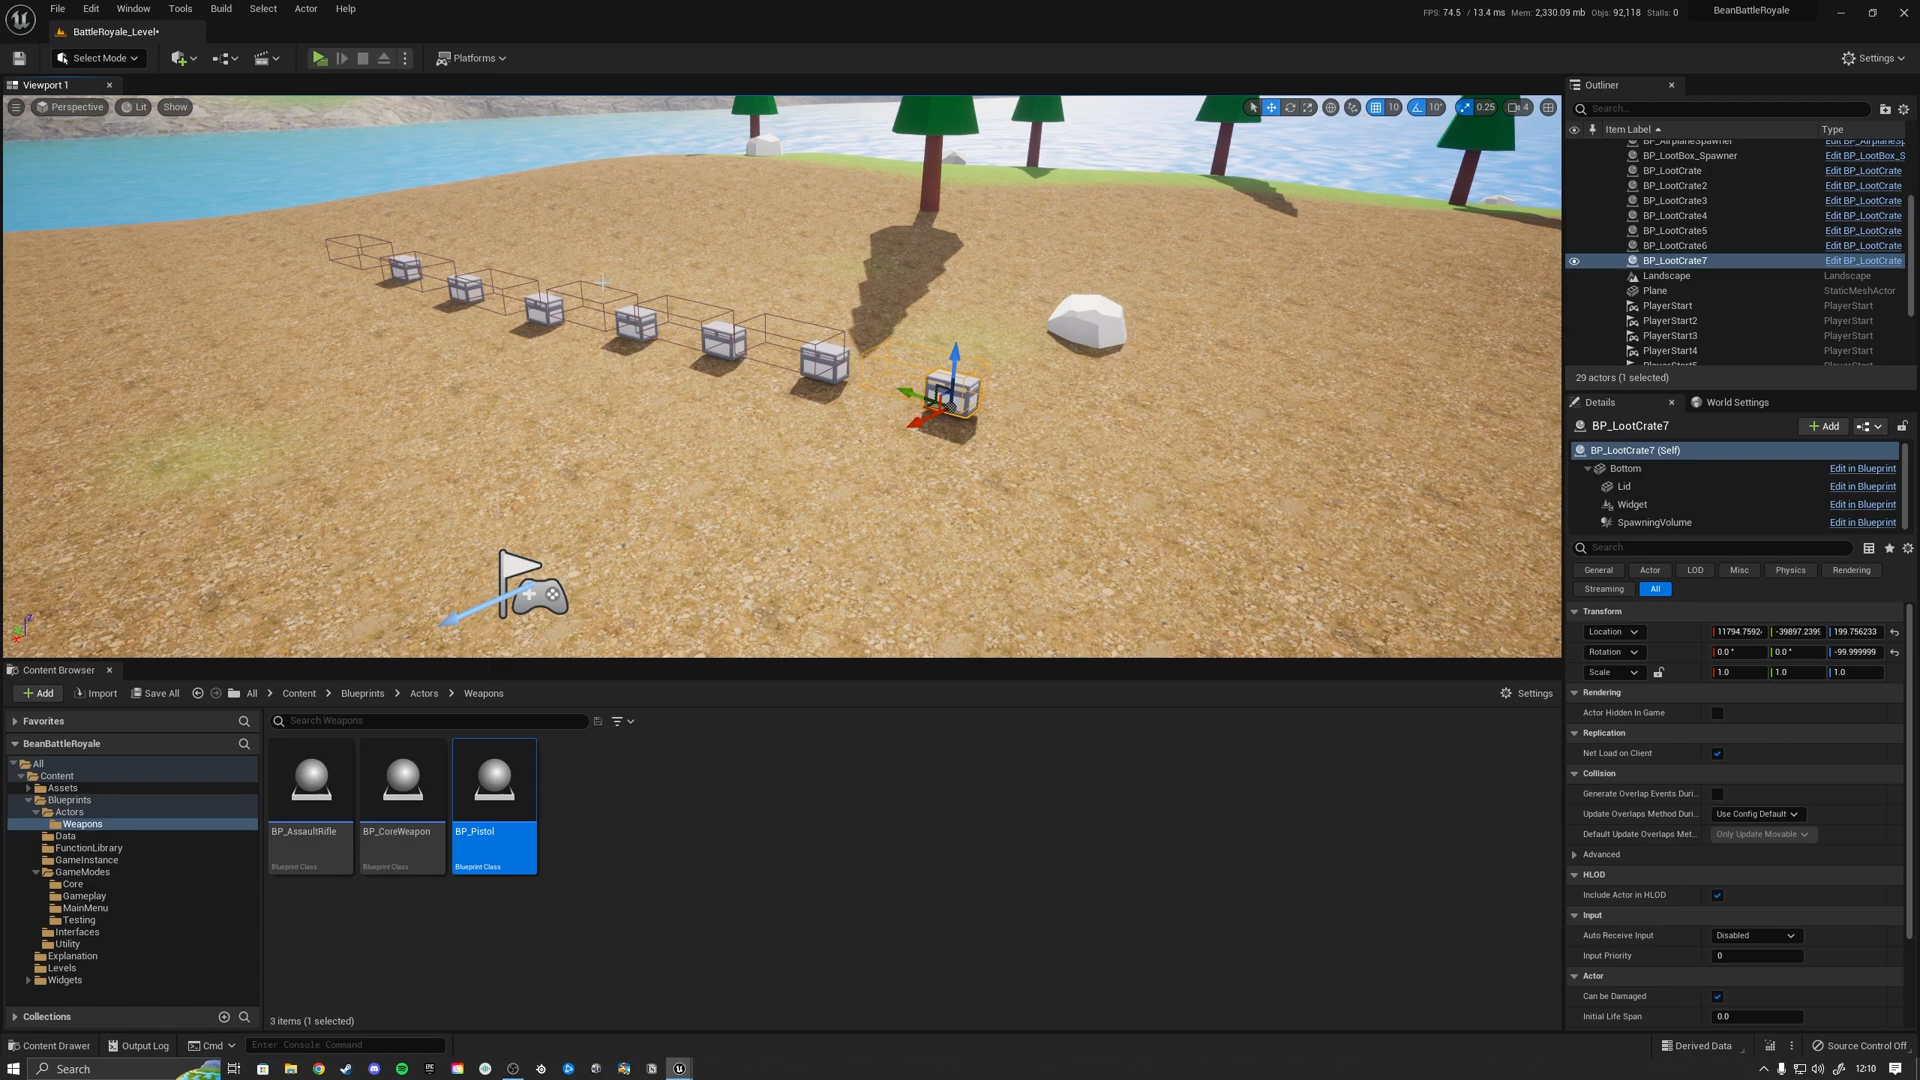 File Edit Window Tools Build Select Actor Help
FPS: 74.5 / 13.4 ms Mem: 2,330.09 mb Objs: 92,118 Stalls: 0
BeanBattleRoyale
BattleRoyale_Level•
Select Mode
Platforms
Settings
Viewport 1
Perspective Lit Show
10 10° 0.25 4
Outliner
Search...
Item Label Type
BP_AirplaneSpawner Edit BP_AirplaneSp
BP_LootBox_Spawner Edit BP_LootBox_S
BP_LootCrate Edit BP_LootCrate
BP_LootCrate2 Edit BP_LootCrate
BP_LootCrate3 Edit BP_LootCrate
BP_LootCrate4 Edit BP_LootCrate
BP_LootCrate5 Edit BP_LootCrate
BP_LootCrate6 Edit BP_LootCrate
BP_LootCrate7 Edit BP_LootCrate
Landscape Landscape
Plane StaticMeshActor
PlayerStart PlayerStart
PlayerStart2 PlayerStart
PlayerStart3 PlayerStart
PlayerStart4 PlayerStart
29 actors (1 selected)
Details World Settings
BP_LootCrate7
Add
BP_LootCrate7 (Self)
Bottom Edit in Blueprint
Lid Edit in Blueprint
Widget Edit in Blueprint
SpawningVolume Edit in Blueprint
Search
General Actor LOD Misc Physics Rendering
Streaming All
Transform
Location 11794.7592 -39897.2399 199.756233
Rotation 0.0° 0.0° -99.999999
Scale 1.0 1.0 1.0
Rendering
Actor Hidden In Game
Replication
Net Load on Client
Collision
Generate Overlap Events Duri...
Update Overlaps Method Duri... Use Config Default
Default Update Overlaps Met... Only Update Movable
Advanced
HLOD
Include Actor in HLOD
Input
Auto Receive Input Disabled
Input Priority 0
Actor
Can be Damaged
Initial Life Span 0.0
Content Browser
Add Import Save All All Content Blueprints Actors Weapons
Settings
Favorites
Search Weapons
BeanBattleRoyale
All
Content
Assets
Blueprints
Actors
Weapons
Data
FunctionLibrary
GameInstance
GameModes
Core
Gameplay
MainMenu
Testing
Interfaces
Utility
Explanation
Levels
Widgets
Collections
BP_AssaultRifle BP_CoreWeapon BP_Pistol
Blueprint Class Blueprint Class Blueprint Class
3 items (1 selected)
Content Drawer Output Log Cmd Enter Console Command
Derived Data Source Control Off
Search
12:10